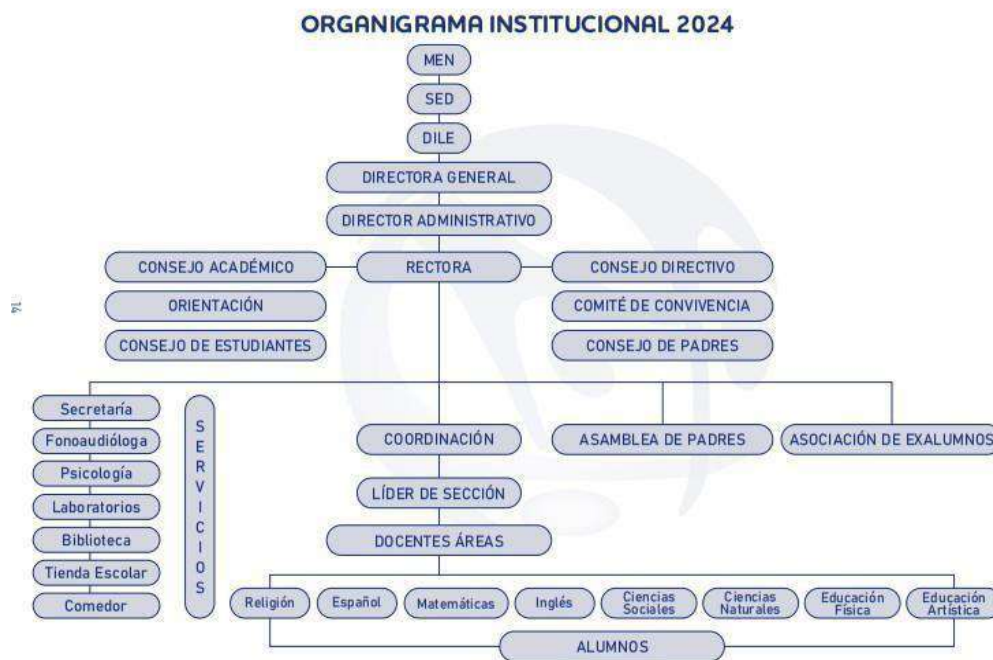 ORGANIGRAMA INSTITUCIONAL 2024
MEN
SED
DILE
DIRECTORA GENERAL
DIRECTOR ADMINISTRATIVO
CONSEJO ACADÉMICO
RECTORA
CONSEJO DIRECTIVO
ORIENTACIÓN
COMITÉ DE CONVIVENCIA
CONSEJO DE ESTUDIANTES
CONSEJO DE PADRES
Secretaría
Fonoaudióloga
Psicología
Laboratorios
Biblioteca
Tienda Escolar
Comedor
SERVICIOS
COORDINACIÓN
ASAMBLEA DE PADRES
ASOCIACIÓN DE EXALUMNOS
LÍDER DE SECCIÓN
DOCENTES ÁREAS
Religión
Español
Matemáticas
Inglés
Ciencias
Sociales
Ciencias
Naturales
Educación
Física
Educación
Artística
ALUMNOS